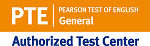 PTE
PEARSON TEST OF ENGLISH
General
Authorized Test Center